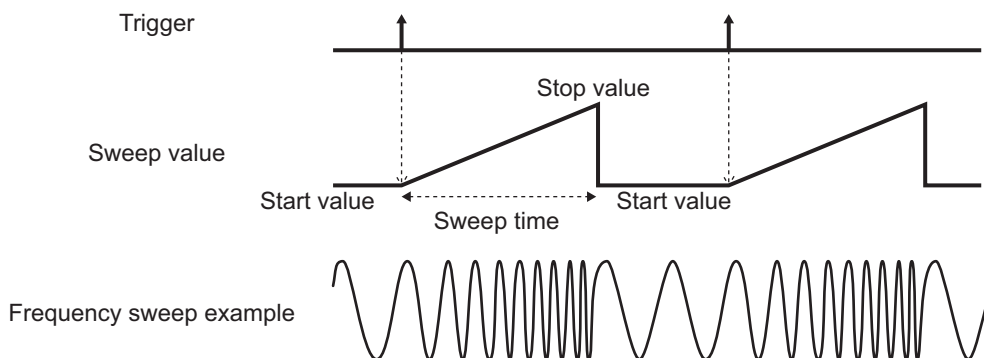 Trigger
Stop value
Sweep value
Start value
Start value
Sweep time
Frequency sweep example